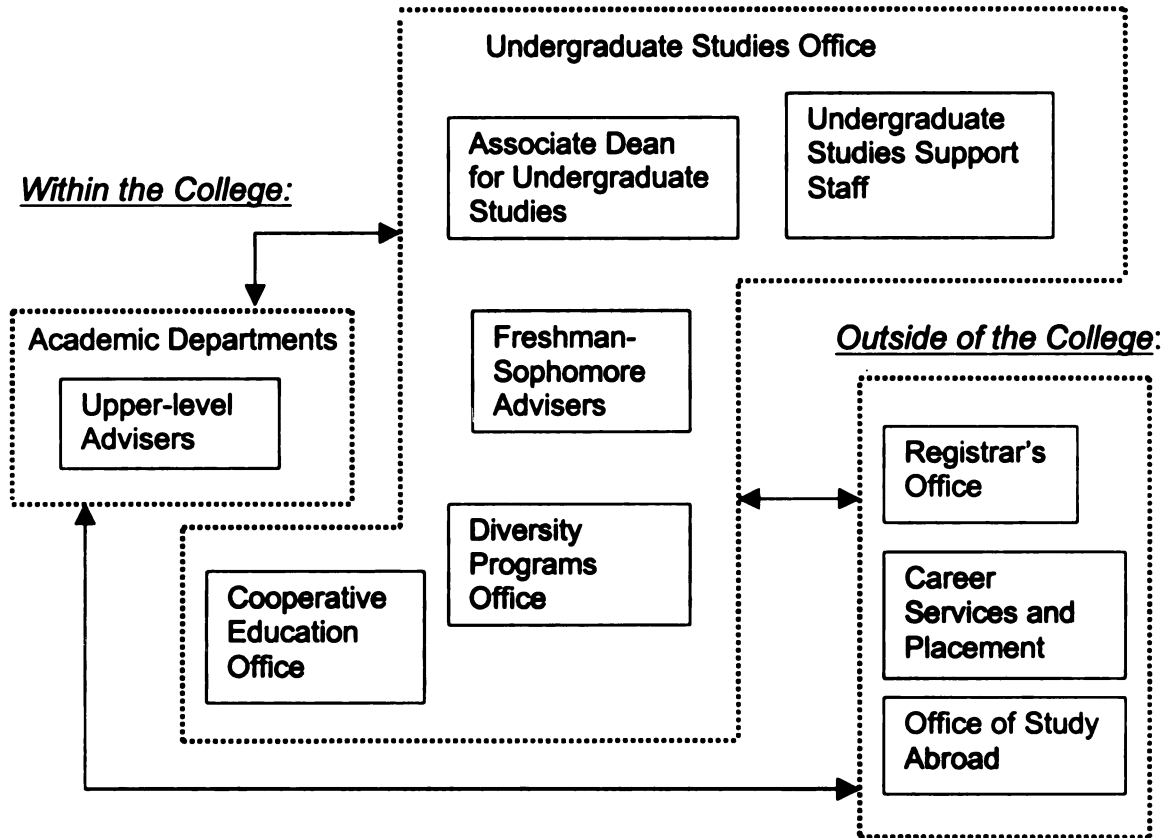 Undergraduate Studies Office
Associate Dean
for Undergraduate
Studies
Undergraduate
Studies Support
Staff
Within the College:
Academic Departments
Upper-level
Advisers
Freshman-
Sophomore
Advisers
Outside of the College:
Registrar's
Office
Diversity
Programs
Office
Cooperative
Education
Office
Career
Services and
Placement
Office of Study
Abroad